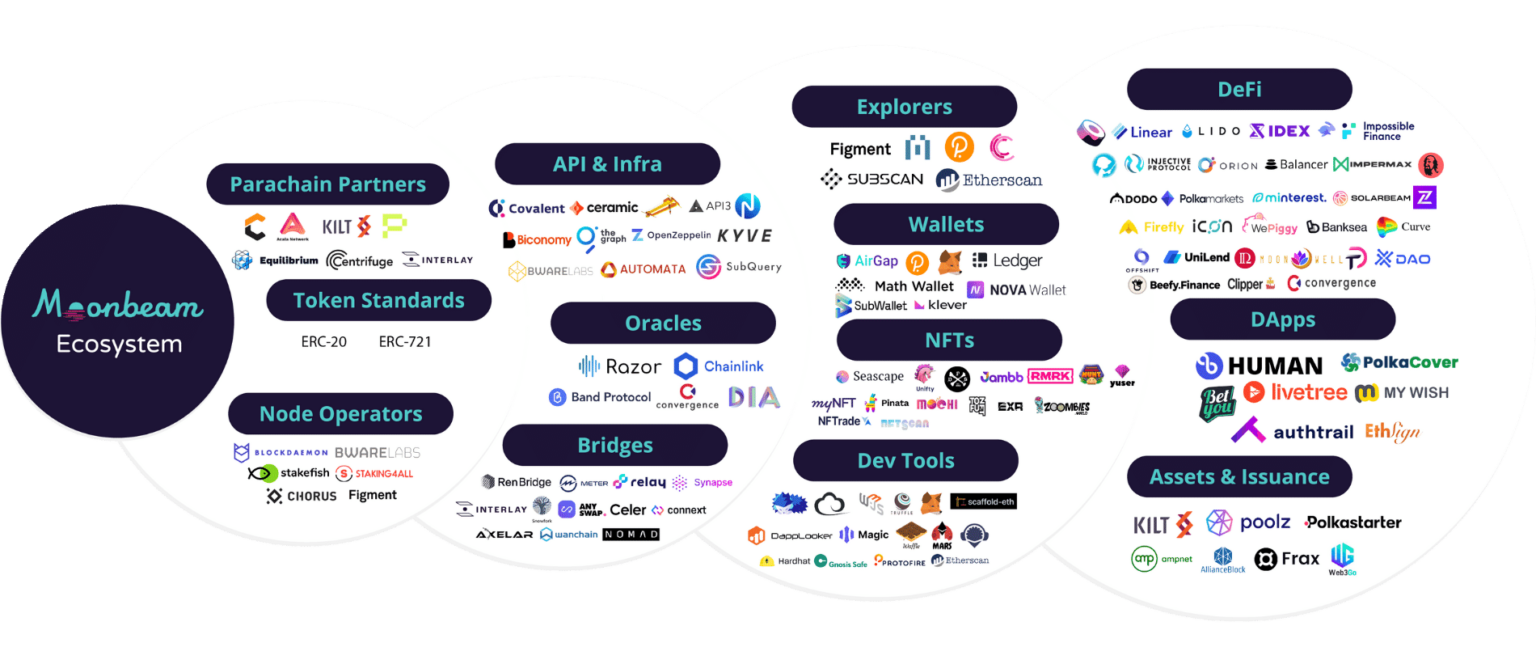 Moonbeam
Ecosystem
Parachain Partners
Acala Network KILT
Equilibrium Centrifuge INTERLAY
Token Standards
ERC-20 ERC-721
Node Operators
BLOCKDAEMON BWARELABS
stakefish STAKING4ALL
CHORUS Figment
API & Infra
Covalent ceramic API3
Biconomy the graph OpenZeppelin KYVE
BWARELABS AUTOMATA SubQuery
Oracles
Razor Chainlink
Band Protocol convergence DIA
Bridges
RenBridge METER relay Synapse
INTERLAY Snowfork ANY SWAP. Celer connext
AXELAR wanchain NOMAD
Explorers
Figment
SUBSCAN Etherscan
Wallets
AirGap Ledger
Math Wallet NOVA Wallet
SubWallet klever
NFTs
Seascape Unifty Jambb RMRK yuser
myNFT Pinata MOCHI EXA ZOOMBIES WORLD
NFTrade NFTSCAN
Dev Tools
TRUFFLE scaffold-eth
DAPPLOOKER Magic Waffle MARS
Hardhat Gnosis Safe PROTOFIRE Etherscan
DeFi
Linear LIDO IDEX Impossible Finance
INJECTIVE PROTOCOL ORION Balancer IMPERMAX
DODO Polkamarkets minterest. SOLARBEAM
Firefly iCON WePiggy Banksea Curve
OFFSHIFT UniLend MOON WELL DAO
Beefy.Finance Clipper convergence
DApps
HUMAN PolkaCover
Bet you livetree MY WISH
authtrail EthSign
Assets & Issuance
KILT poolz Polkastarter
amp ampnet AllianceBlock Frax Web3Go